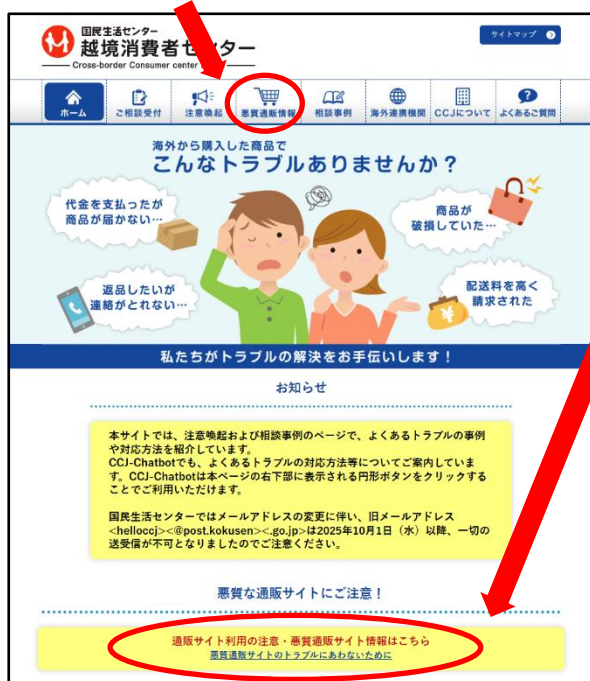 国民生活センター
越境消費者センター
Cross-border Consumer center
サイトマップ
ホーム
ご相談受付
注意喚起
悪質通販情報
相談事例
海外連携機関
CCJについて
よくあるご質問
海外から購入した商品で
こんなトラブルありませんか？
代金を支払ったが
商品が届かない…
商品が
破損していた…
返品したいが
連絡がとれない…
配送料を高く
請求された
¥
私たちがトラブルの解決をお手伝いします！
お知らせ
本サイトでは、注意喚起および相談事例のページで、よくあるトラブルの事例
や対応方法を紹介しています。
CCJ-Chatbotでも、よくあるトラブルの対応方法等についてご案内していま
す。CCJ-Chatbotは本ページの右下部に表示される円形ボタンをクリックする
ことでご利用いただけます。
国民生活センターではメールアドレスの変更に伴い、旧メールアドレス
<helloccj><@post.kokusen><.go.jp>は2025年10月1日（水）以降、一切の
送受信が不可となりましたのでご注意ください。
悪質な通販サイトにご注意！
通販サイト利用の注意・悪質通販サイト情報はこちら
悪質通販サイトのトラブルにあわないために